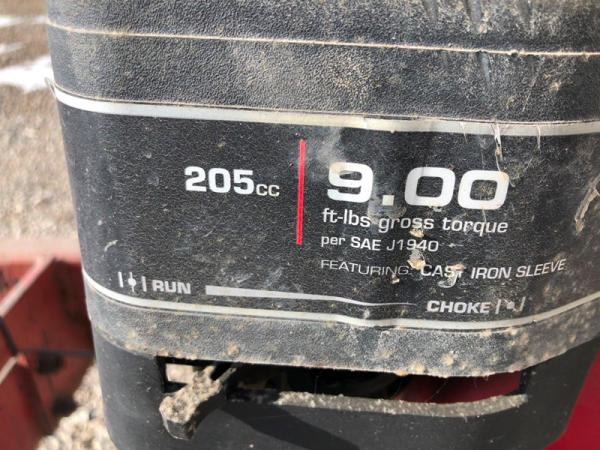 205cc
9.00
ft-lbs gross torque
per SAE J1940
FEATURING: CAST IRON SLEEVE
RUN
CHOKE